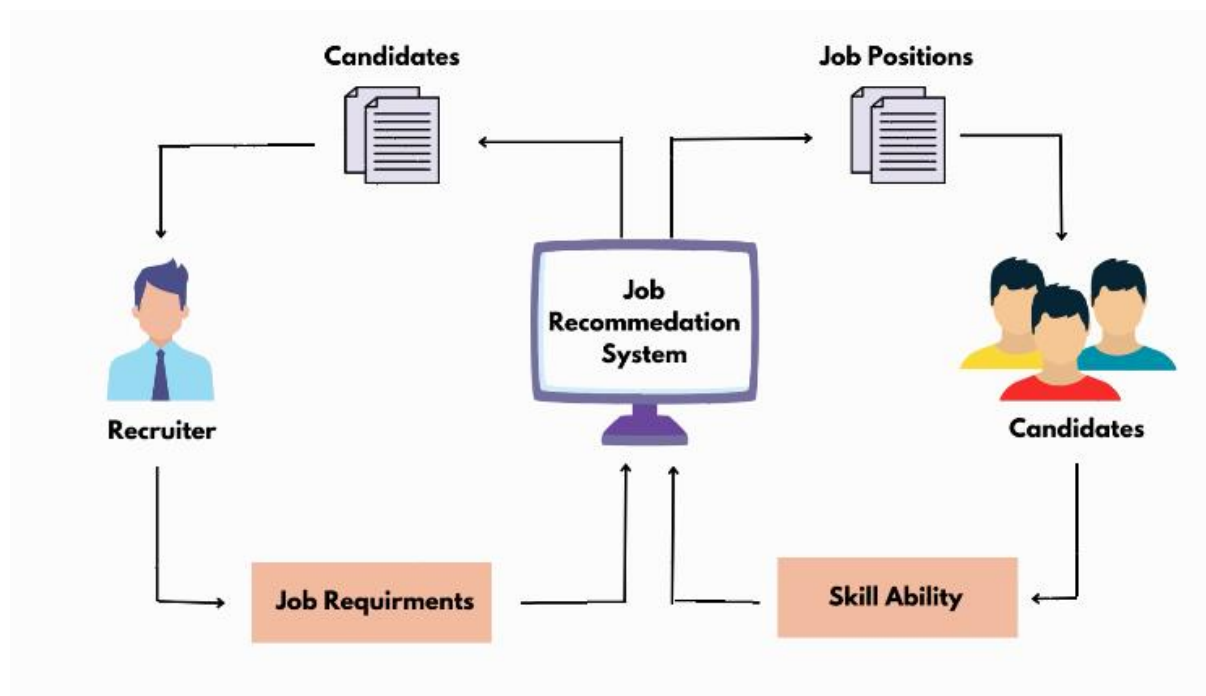 Candidates
Job Positions
Job
Recommedation
System
Recruiter
Candidates
Job Requirments
Skill Ability